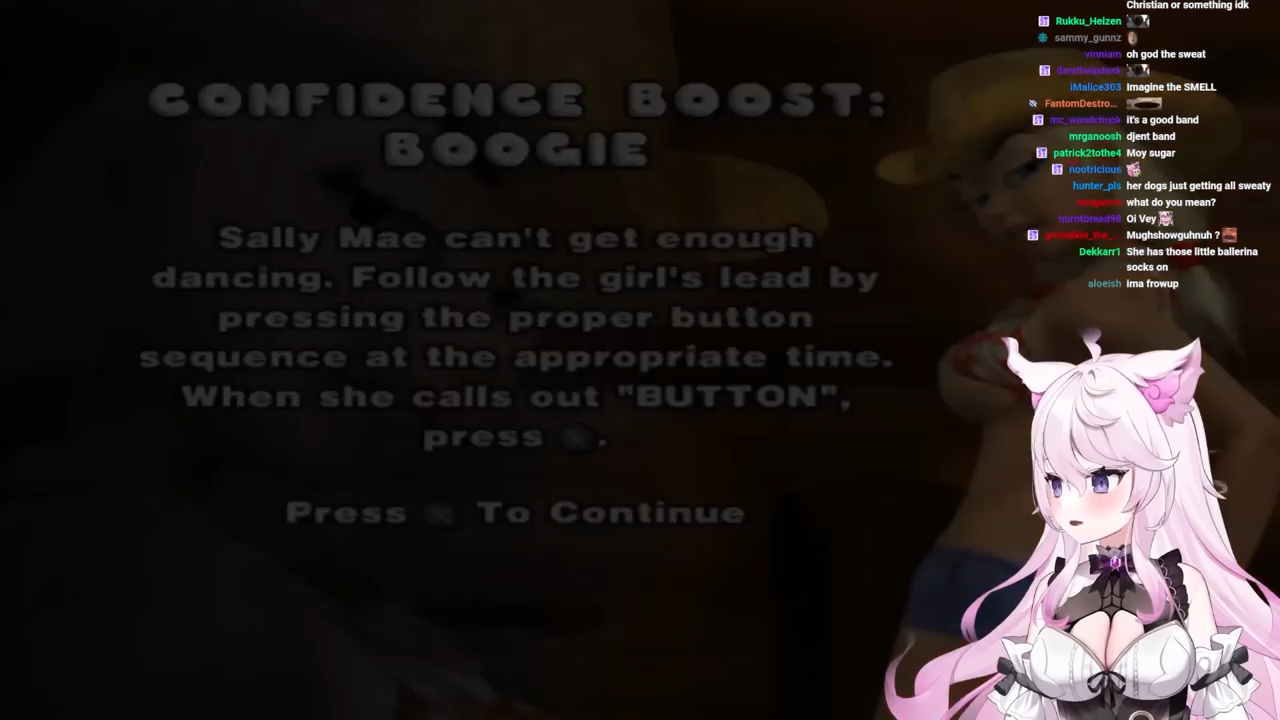 CONFIDENCE BOOST:
BOOGIE
Sally Mae can't get enough
dancing. Follow the girl's lead by
pressing the proper button
sequence at the appropriate time.
When she calls out "BUTTON",
press .
Press To Continue
Christian or something idk
Rukku_Heizen
sammy_gunnz
vinniam oh god the sweat
iMalice303 Imagine the SMELL
FantomDestro...
mc_woodchuck it's a good band
mrganoosh djent band
patrick2tothe4 Moy sugar
nootricious
hunter_pls her dogs just getting all sweaty
what do you mean?
burntbread98 Oi Vey
Mughshowguhnuh ?
Dekkarr1 She has those little ballerina
socks on
aloeish ima frowup